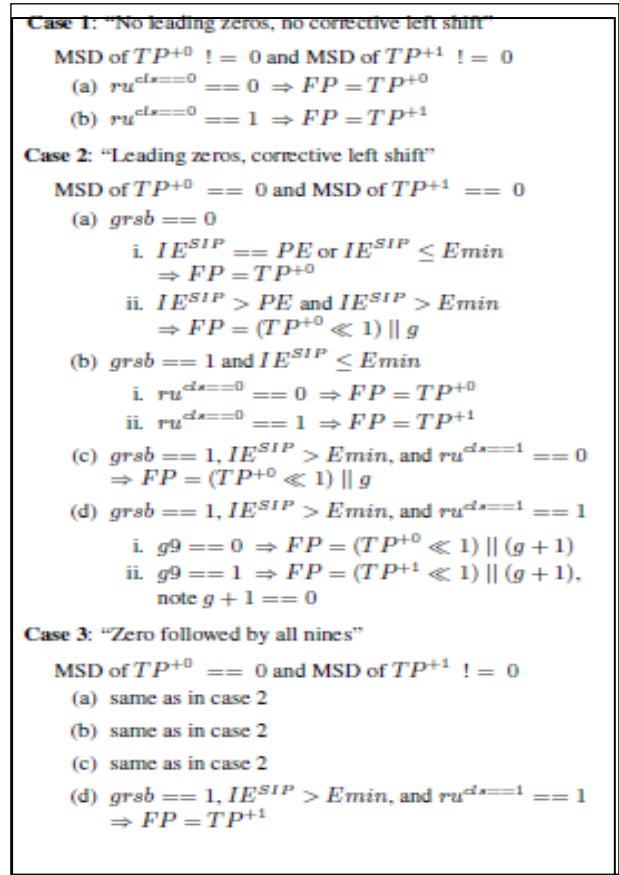 Case 1: “No leading zeros, no corrective left shift”
MSD of TP⁺⁰ != 0 and MSD of TP⁺¹ != 0
(a) ru^{cls==0} == 0 ⇒ FP = TP⁺⁰
(b) ru^{cls==0} == 1 ⇒ FP = TP⁺¹
Case 2: “Leading zeros, corrective left shift”
MSD of TP⁺⁰ == 0 and MSD of TP⁺¹ == 0
(a) grsb == 0
i. IE^{SIP} == PE or IE^{SIP} ≤ Emin
⇒ FP = TP⁺⁰
ii. IE^{SIP} > PE and IE^{SIP} > Emin
⇒ FP = (TP⁺⁰ ≪ 1) || g
(b) grsb == 1 and IE^{SIP} ≤ Emin
i. ru^{cls==0} == 0 ⇒ FP = TP⁺⁰
ii. ru^{cls==0} == 1 ⇒ FP = TP⁺¹
(c) grsb == 1, IE^{SIP} > Emin, and ru^{cls==1} == 0
⇒ FP = (TP⁺⁰ ≪ 1) || g
(d) grsb == 1, IE^{SIP} > Emin, and ru^{cls==1} == 1
i. g9 == 0 ⇒ FP = (TP⁺⁰ ≪ 1) || (g + 1)
ii. g9 == 1 ⇒ FP = (TP⁺¹ ≪ 1) || (g + 1),
note g + 1 == 0
Case 3: “Zero followed by all nines”
MSD of TP⁺⁰ == 0 and MSD of TP⁺¹ != 0
(a) same as in case 2
(b) same as in case 2
(c) same as in case 2
(d) grsb == 1, IE^{SIP} > Emin, and ru^{cls==1} == 1
⇒ FP = TP⁺¹